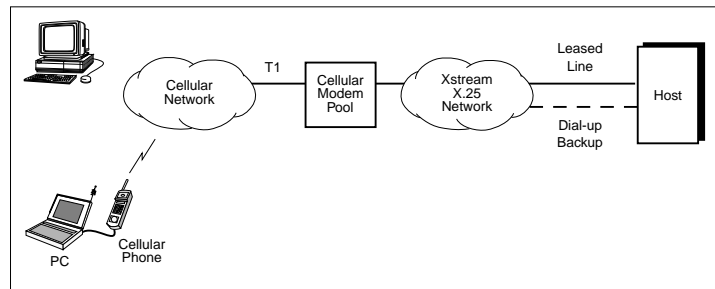 T1
Cellular
Network
Cellular
Modem
Pool
Xstream
X.25
Network
Leased
Line
Dial-up
Backup
Host
PC
Cellular
Phone